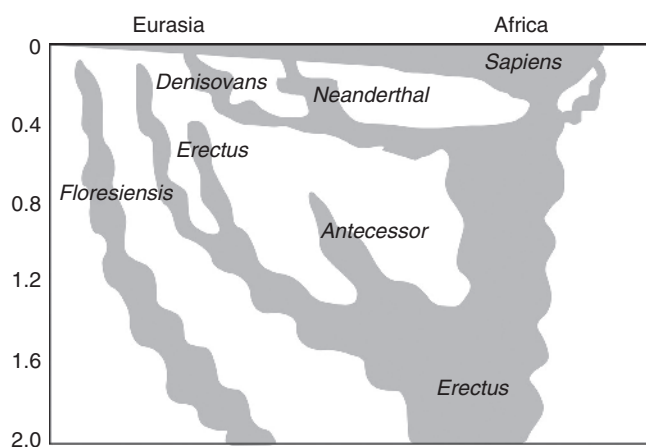 Eurasia Africa
0
Sapiens
Denisovans Neanderthal
0.4
Erectus
Floresiensis
0.8
Antecessor
1.2
1.6
Erectus
2.0